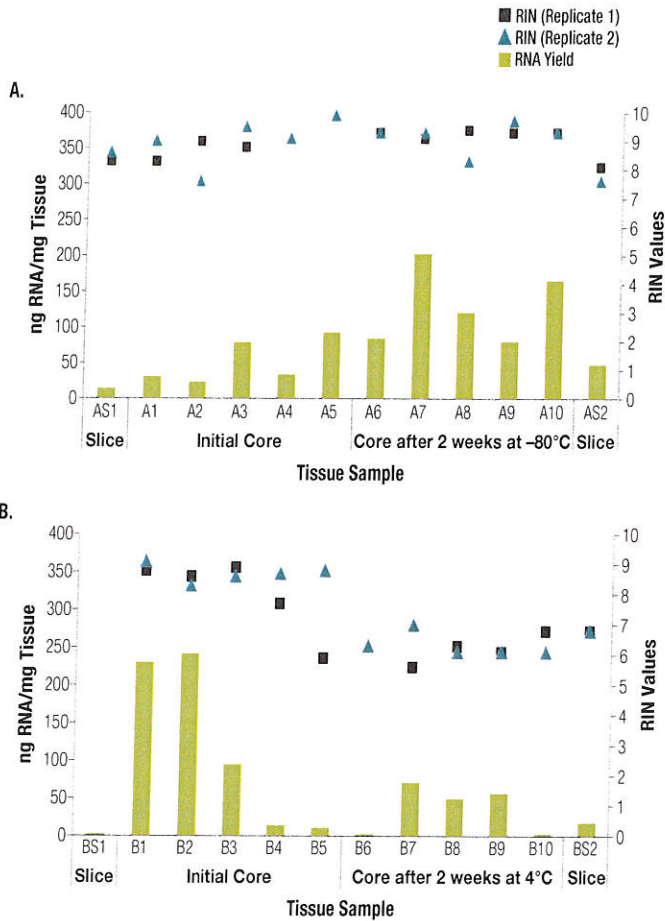 RIN (Replicate 1)
RIN (Replicate 2)
RNA Yield
A.
400
350
300
250
200
150
100
50
0
ng RNA/mg Tissue
10
9
8
7
6
5
4
3
2
1
0
RIN Values
AS1 A1 A2 A3 A4 A5 A6 A7 A8 A9 A10 AS2
Slice Initial Core Core after 2 weeks at –80°C Slice
Tissue Sample
B.
400
350
300
250
200
150
100
50
0
ng RNA/mg Tissue
10
9
8
7
6
5
4
3
2
1
0
RIN Values
BS1 B1 B2 B3 B4 B5 B6 B7 B8 B9 B10 BS2
Slice Initial Core Core after 2 weeks at 4°C Slice
Tissue Sample